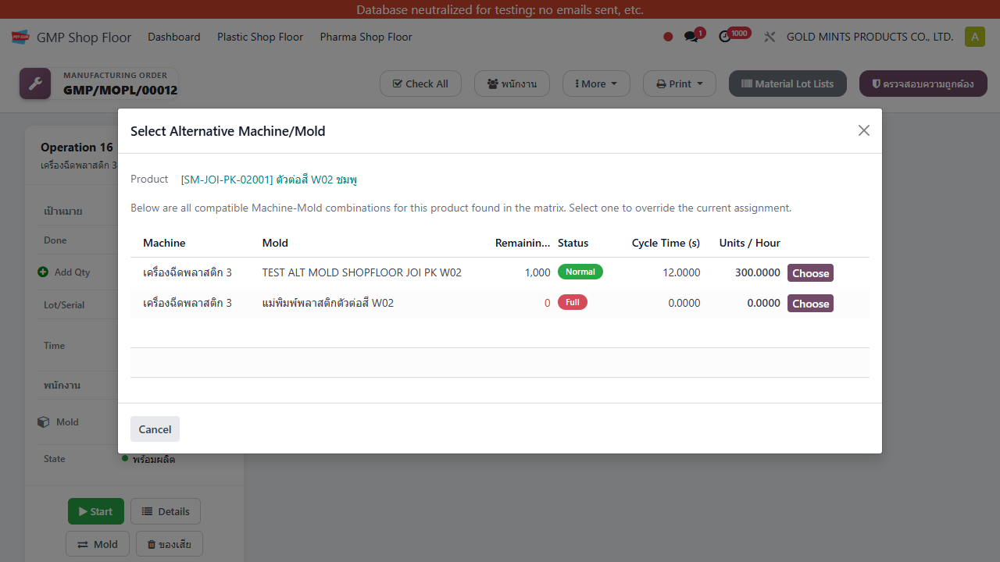 Database neutralized for testing: no emails sent, etc.
GMP Shop Floor Dashboard Plastic Shop Floor Pharma Shop Floor 1 1000 GOLD MINTS PRODUCTS CO., LTD. A
MANUFACTURING ORDER
GMP/MOPL/00012
Check All พนักงาน More Print Material Lot Lists ตรวจสอบความถูกต้อง
Select Alternative Machine/Mold
Operation 16
เครื่องฉีดพลาสติก 3
Product [SM-JOI-PK-02001] ตัวต่อสี W02 ชมพู
Below are all compatible Machine-Mold combinations for this product found in the matrix. Select one to override the current assignment.
Machine Mold Remainin... Status Cycle Time (s) Units / Hour
เครื่องฉีดพลาสติก 3 TEST ALT MOLD SHOPFLOOR JOI PK W02 1,000 Normal 12.0000 300.0000 Choose
เครื่องฉีดพลาสติก 3 แม่พิมพ์พลาสติกตัวต่อสี W02 0 Full 0.0000 0.0000 Choose
Cancel
เป้าหมาย
Done
Add Qty
Lot/Serial
Time
พนักงาน
Mold
State พร้อมผลิต
Start Details
Mold ของเสีย